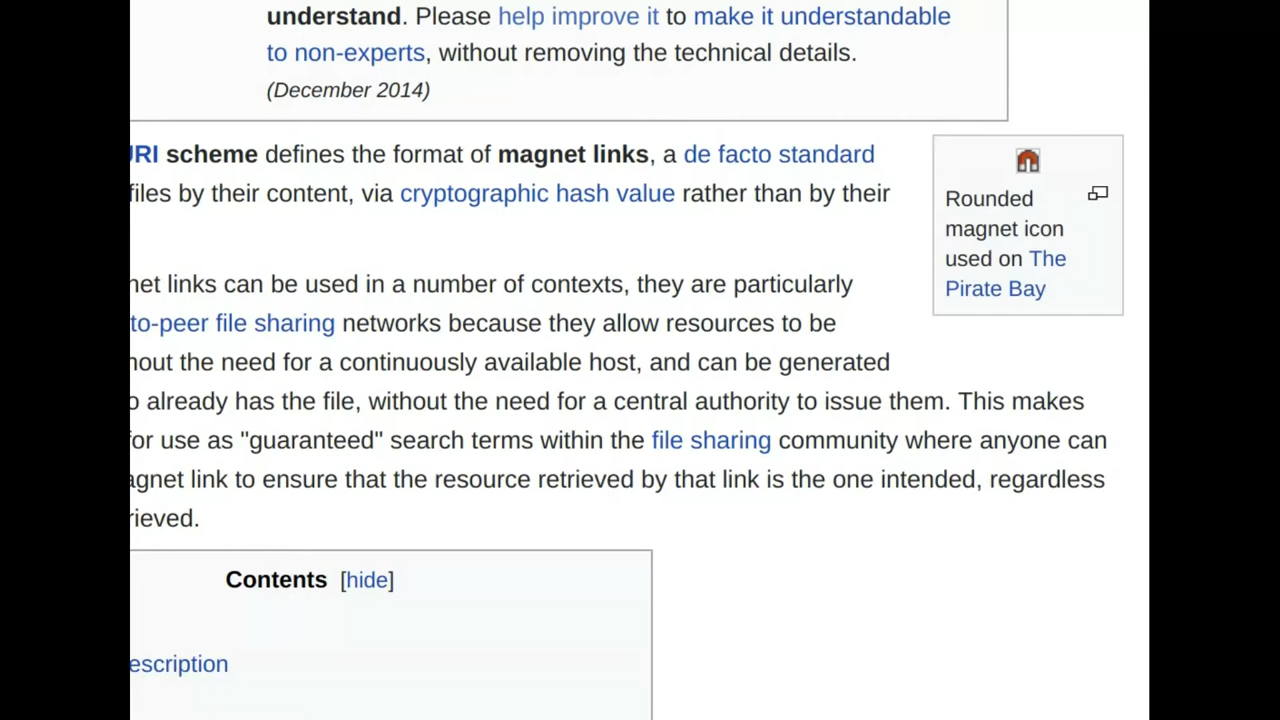 understand. Please help improve it to make it understandable
to non-experts, without removing the technical details.
(December 2014)
URI scheme defines the format of magnet links, a de facto standard
files by their content, via cryptographic hash value rather than by their
Rounded
magnet icon
used on The
Pirate Bay
net links can be used in a number of contexts, they are particularly
to-peer file sharing networks because they allow resources to be
hout the need for a continuously available host, and can be generated
o already has the file, without the need for a central authority to issue them. This makes
for use as "guaranteed" search terms within the file sharing community where anyone can
agnet link to ensure that the resource retrieved by that link is the one intended, regardless
rieved.
Contents [hide]
escription